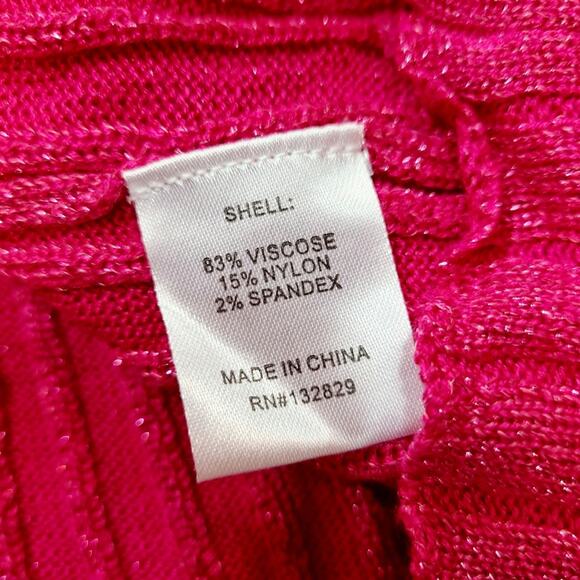 SHELL:
83% VISCOSE
15% NYLON
2% SPANDEX
MADE IN CHINA
RN#132829